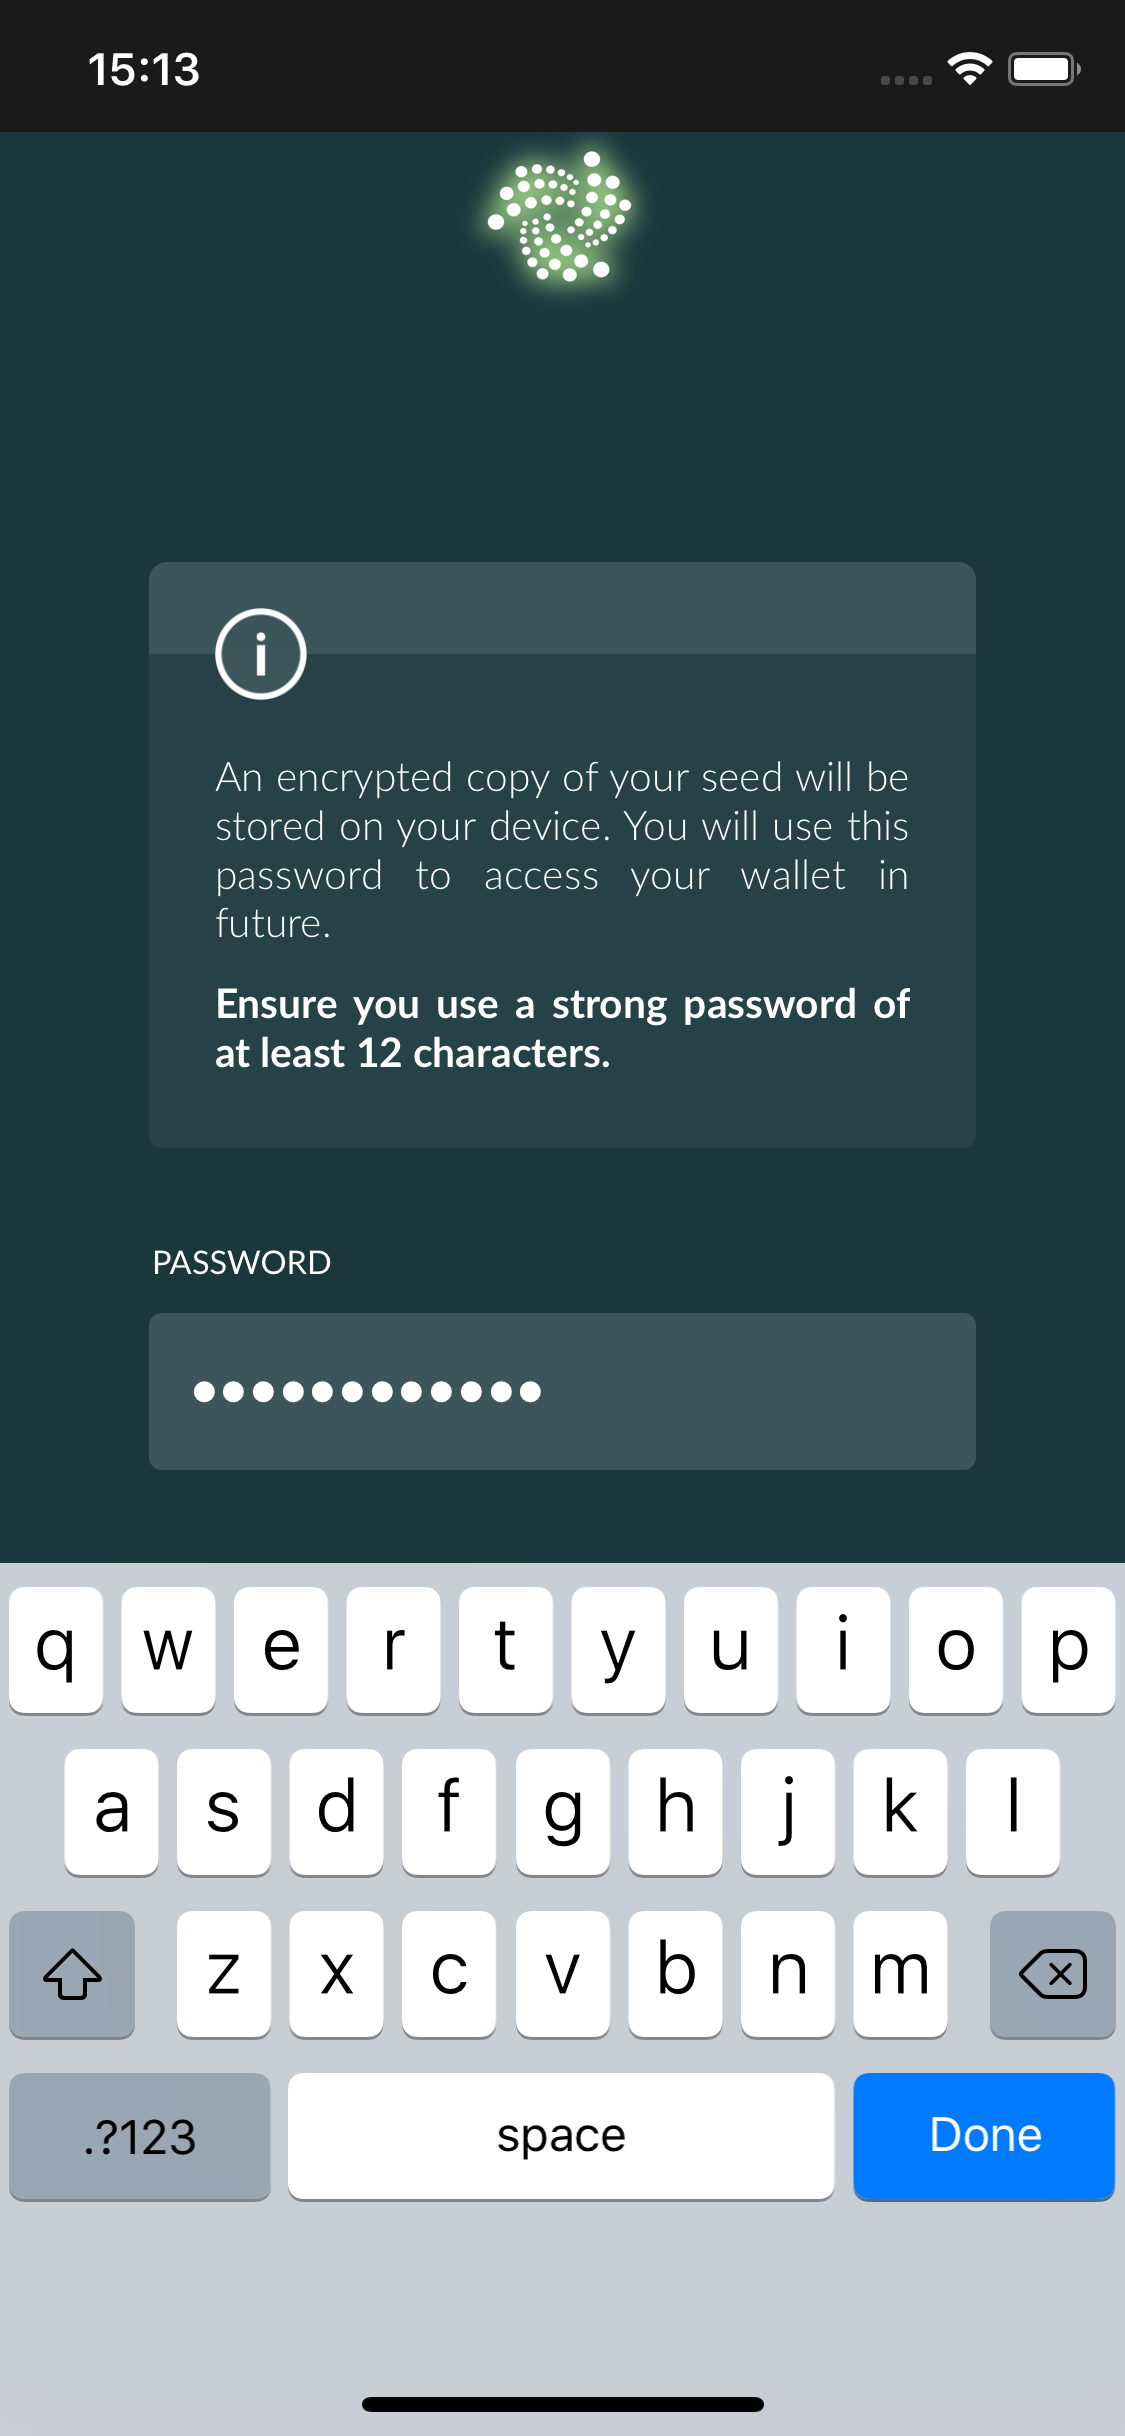 15:13
An encrypted copy of your seed will be
stored on your device. You will use this
password to access your wallet in
future.
Ensure you use a strong password of
at least 12 characters.
PASSWORD
●●●●●●●●●●●●
q w e r t y u i o p
a s d f g h j k l
z x c v b n m
.?123 space Done